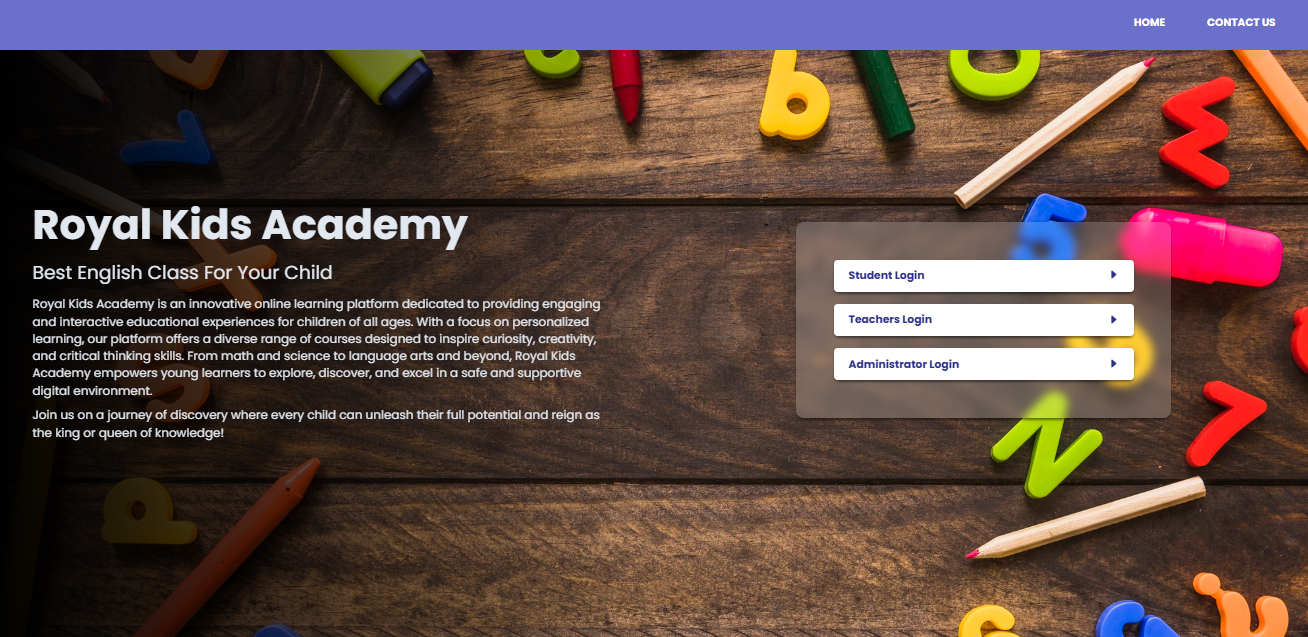 HOME CONTACT US
Royal Kids Academy
Best English Class For Your Child
Royal Kids Academy is an innovative online learning platform dedicated to providing engaging
and interactive educational experiences for children of all ages. With a focus on personalized
learning, our platform offers a diverse range of courses designed to inspire curiosity, creativity,
and critical thinking skills. From math and science to language arts and beyond, Royal Kids
Academy empowers young learners to explore, discover, and excel in a safe and supportive
digital environment.
Join us on a journey of discovery where every child can unleash their full potential and reign as
the king or queen of knowledge!
Student Login
Teachers Login
Administrator Login